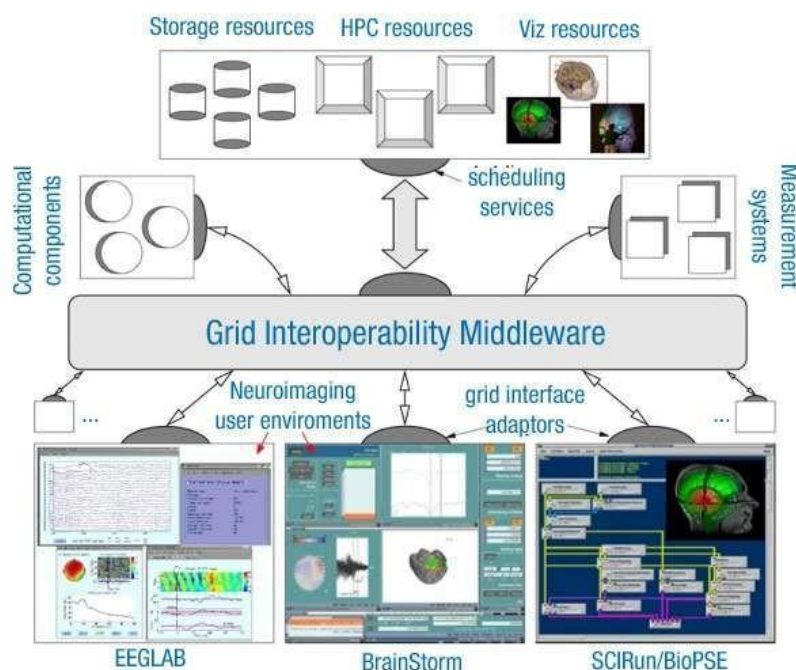 Storage resources
HPC resources
Viz resources
scheduling
services
Computational
components
Measurement
systems
Grid Interoperability Middleware
...
Neuroimaging
user enviroments
grid interface
adaptors
...
EEGLAB
BrainStorm
SCIRun/BioPSE